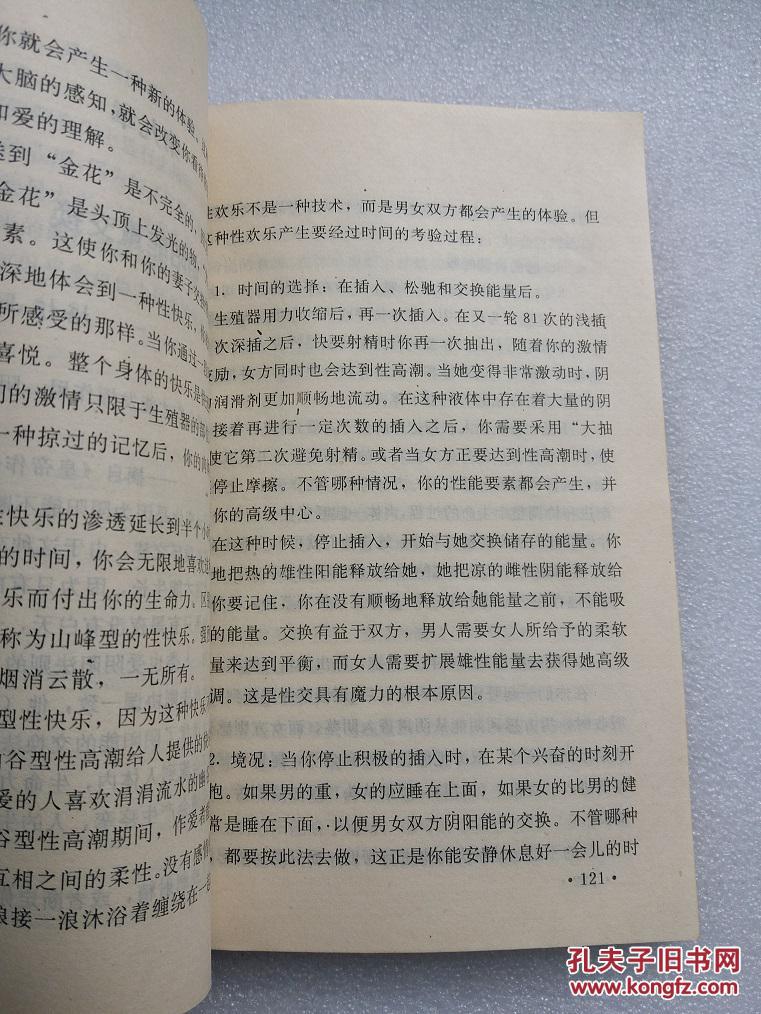 你就会产生一种新的体验。
大脑的感知,就会改变你看待
和爱的理解。
送到“金花”是不完全的,
金花”是头顶上发光的物,
素。这使你和你的妻子交换
深地体会到一种性快乐,
所感受的那样。当你通过一
喜悦。整个身体的快乐是
们的激情只限于生殖器的部
一种掠过的记忆后,你的
性快乐的渗透延长到半个小
的时间,你会无限地喜欢
乐而付出你的生命力。区
称为山峰型的性快乐。强
烟消云散,一无所有。
型性快乐,因为这种快乐
山谷型性高潮给人提供的
爱的人喜欢涓涓流水的幽
谷型性高潮期间,作爱者
互相之间的柔性。没有感
浪接一浪沐浴着缠绕在一
性欢乐不是一种技术,而是男女双方都会产生的体验。但
这种性欢乐产生要经过时间的考验过程:
1. 时间的选择:在插入、松驰和交换能量后。
生殖器用力收缩后,再一次插入。在又一轮 81 次的浅插
次深插之后,快要射精时你再一次抽出,随着你的激情
励,女方同时也会达到性高潮。当她变得非常激动时,阴
润滑剂更加顺畅地流动。在这种液体中存在着大量的阴
接着再进行一定次数的插入之后,你需要采用“大抽
使它第二次避免射精。或者当女方正要达到性高潮时,使
停止摩擦。不管哪种情况,你的性能要素都会产生,并
你的高级中心。
在这种时候,停止插入,开始与她交换储存的能量。你
地把热的雄性阳能释放给她,她把凉的雌性阴能释放给
你要记住,你在没有顺畅地释放给她能量之前,不能吸
的能量。交换有益于双方,男人需要女人所给予的柔软
量来达到平衡,而女人需要扩展雄性能量去获得她高级
调。这是性交具有魔力的根本原因。
2. 境况:当你停止积极的插入时,在某个兴奋的时刻开
抱。如果男的重,女的应睡在上面,如果女的比男的健
常是睡在下面,以便男女双方阴阳能的交换。不管哪种
,都要按此法去做,这正是你能安静休息好一会儿的时
·121·
孔夫子旧书网
www.kongfz.com